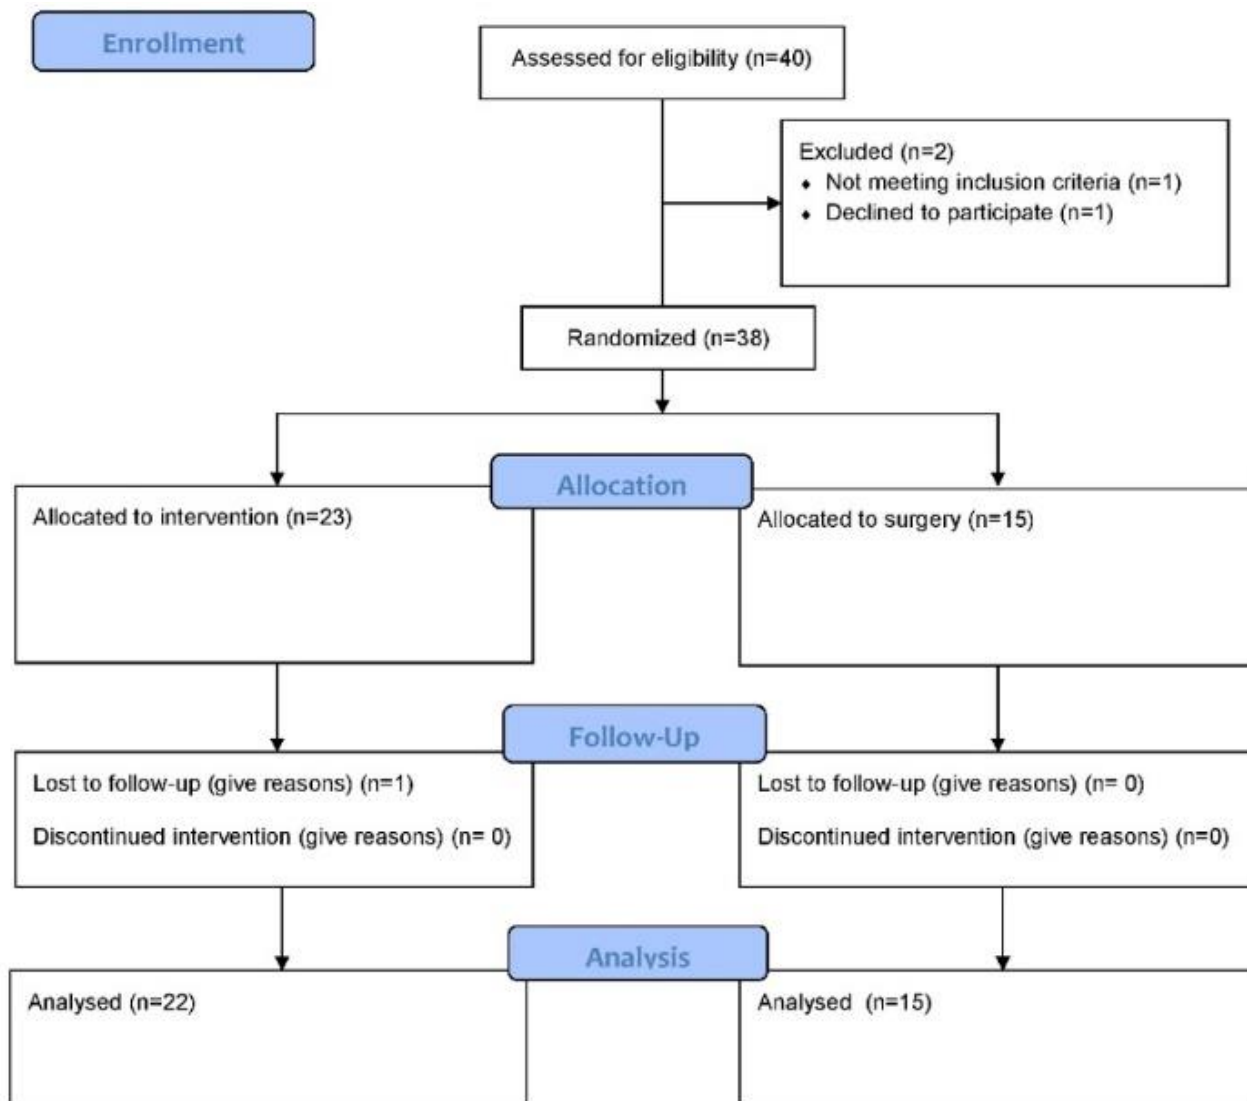 Enrollment
Assessed for eligibility (n=40)
Excluded (n=2)
⬥ Not meeting inclusion criteria (n=1)
⬥ Declined to participate (n=1)
Randomized (n=38)
Allocation
Allocated to intervention (n=23)
Allocated to surgery (n=15)
Follow-Up
Lost to follow-up (give reasons) (n=1)
Discontinued intervention (give reasons) (n= 0)
Lost to follow-up (give reasons) (n= 0)
Discontinued intervention (give reasons) (n=0)
Analysis
Analysed (n=22)
Analysed (n=15)